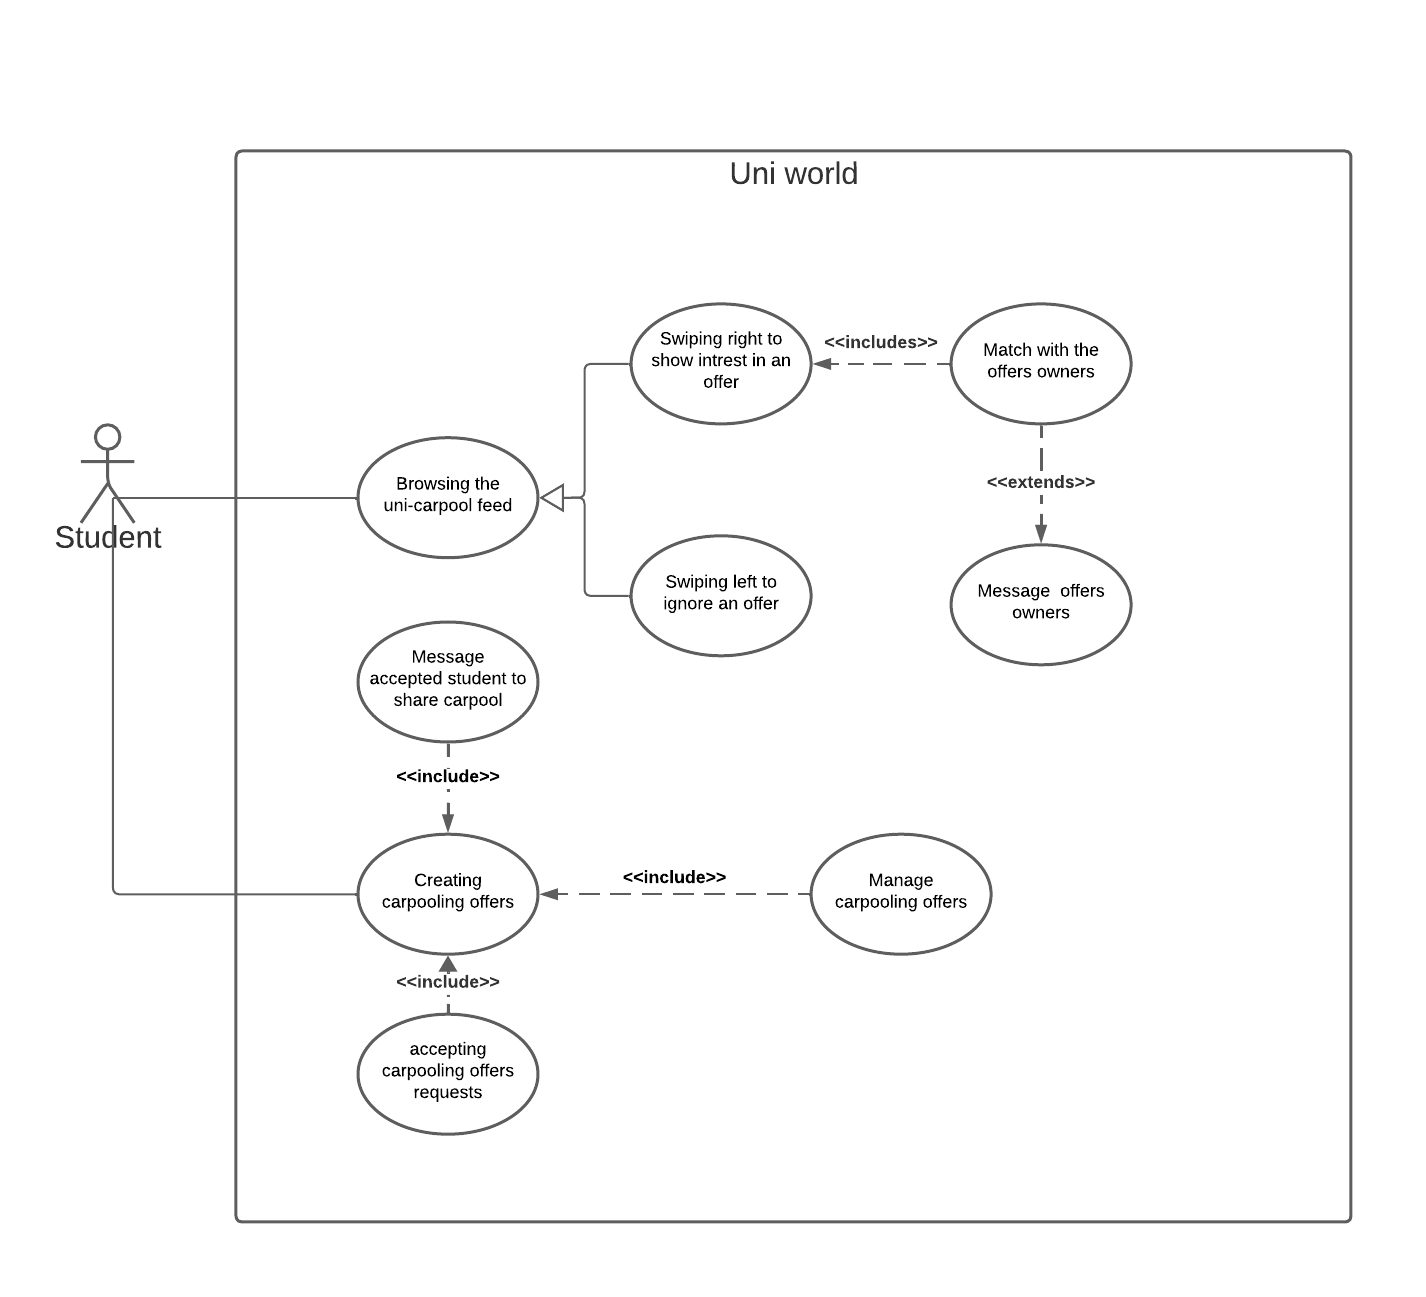 Uni world
Swiping right to
show intrest in an
offer
<<includes>>
Match with the
offers owners
Browsing the
uni-carpool feed
<<extends>>
Student
Swiping left to
ignore an offer
Message  offers
owners
Message
accepted student to
share carpool
<<include>>
Creating
carpooling offers
<<include>>
Manage
carpooling offers
<<include>>
accepting
carpooling offers
requests